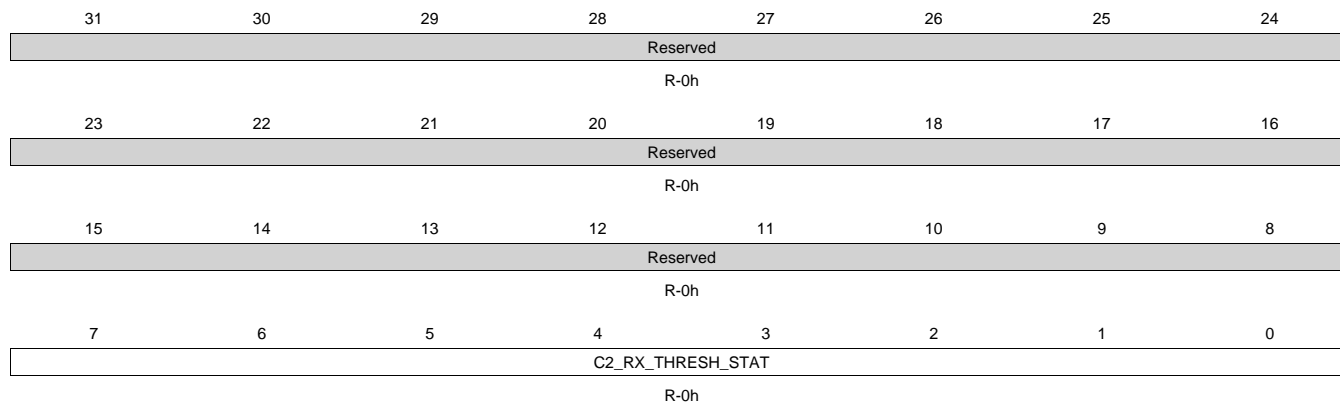 31 30 29 28 27 26 25 24
Reserved
R-0h
23 22 21 20 19 18 17 16
Reserved
R-0h
15 14 13 12 11 10 9 8
Reserved
R-0h
7 6 5 4 3 2 1 0
C2_RX_THRESH_STAT
R-0h